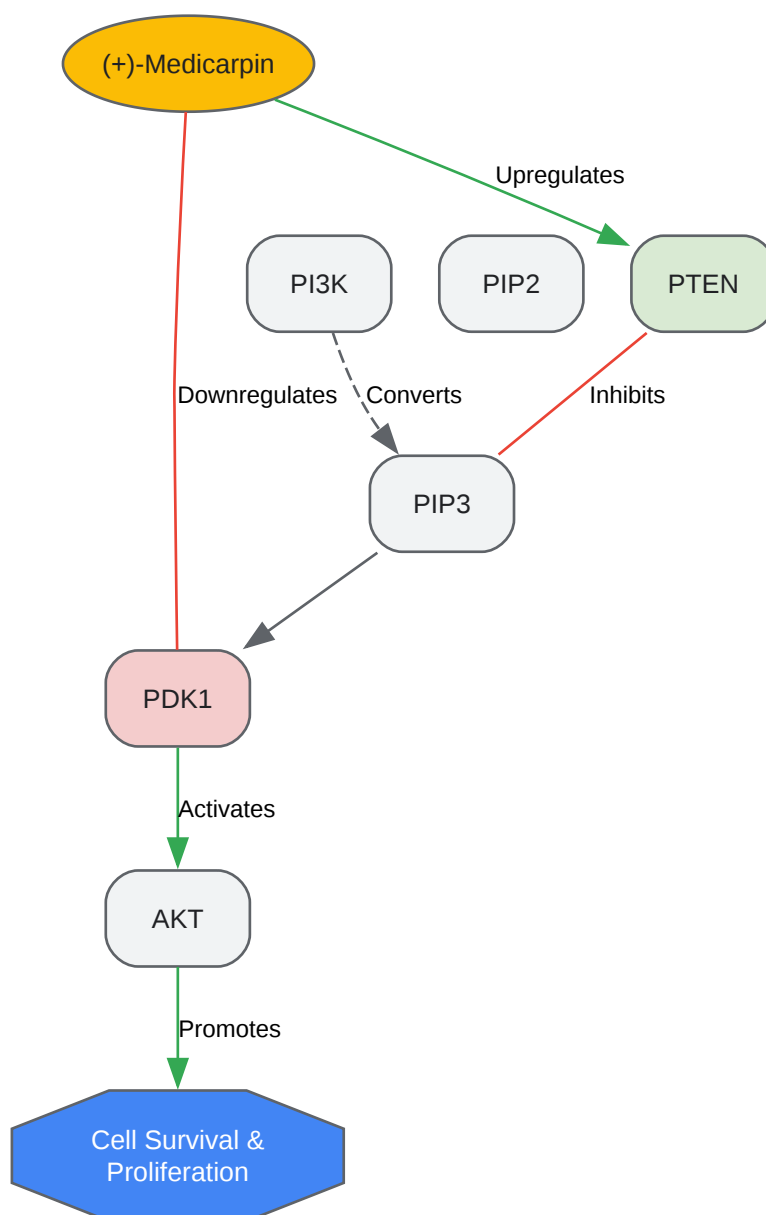 (+)-Medicarpin
Upregulates
PI3K
PIP2
PTEN
Downregulates
Converts
Inhibits
PIP3
PDK1
Activates
AKT
Promotes
Cell Survival &
Proliferation